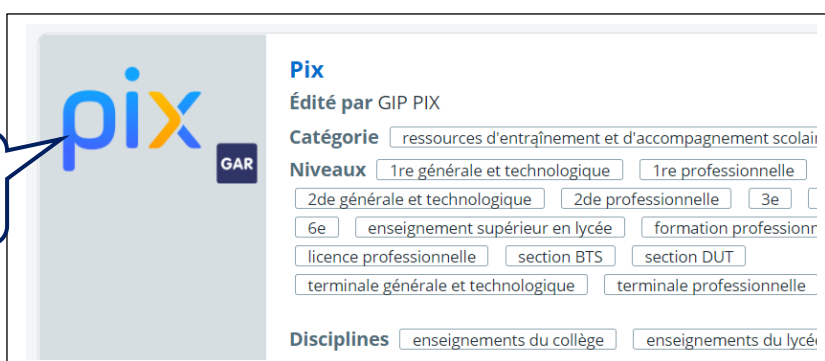 pix
GAR
Pix
Édité par GIP PIX
Catégorie ressources d'entraînement et d'accompagnement scolair
Niveaux 1re générale et technologique 1re professionnelle
2de générale et technologique 2de professionnelle 3e
6e enseignement supérieur en lycée formation professionn
licence professionnelle section BTS section DUT
terminale générale et technologique terminale professionnelle
Disciplines enseignements du collège enseignements du lycée